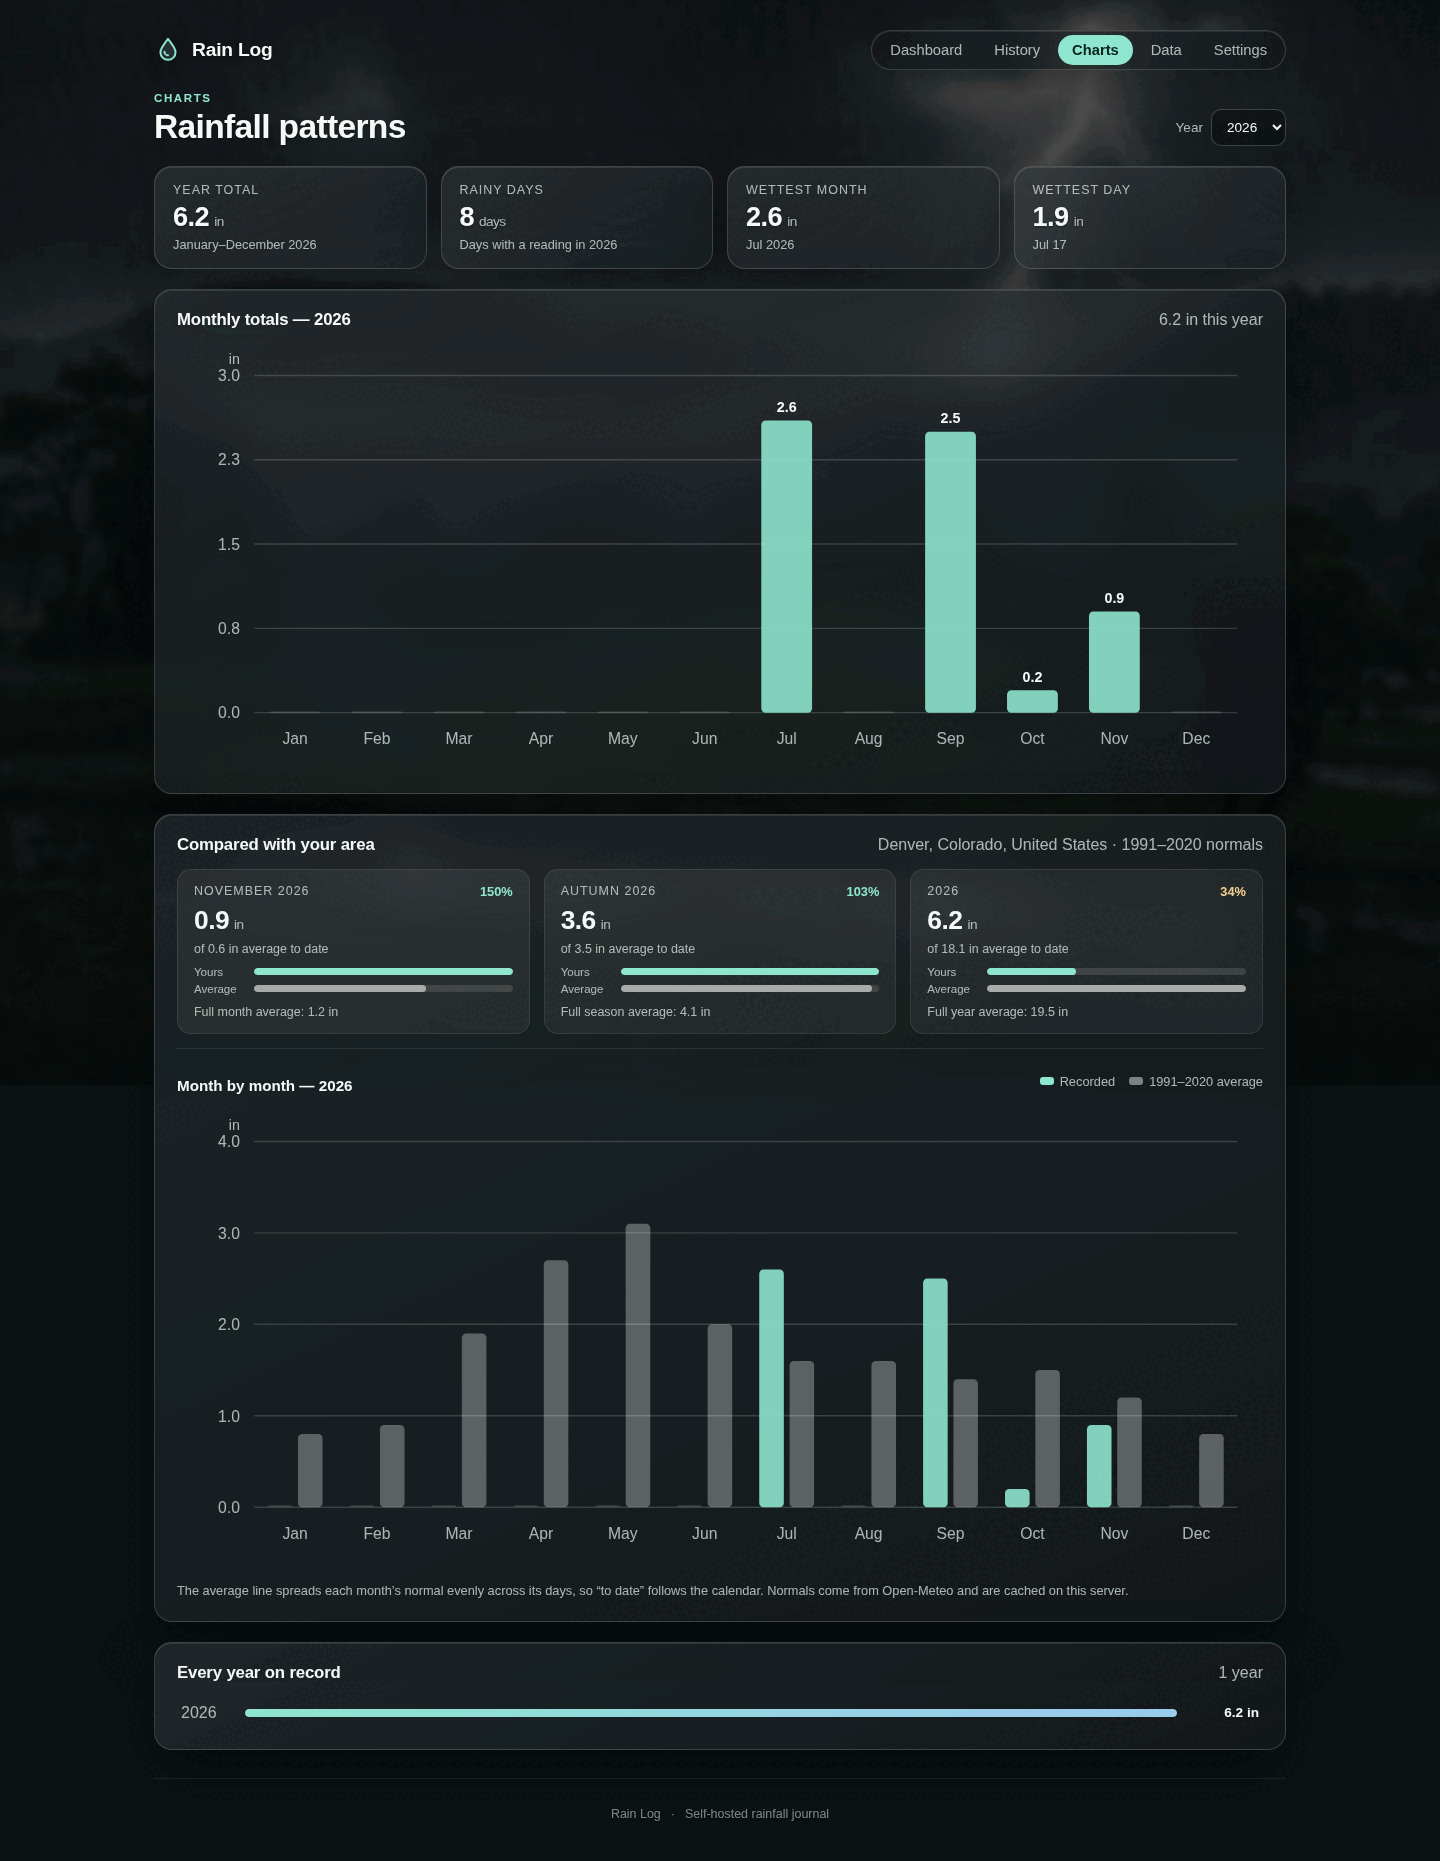 Rain Log
Dashboard History Charts Data Settings
CHARTS
Rainfall patterns
Year 2026
YEAR TOTAL
6.2 in
January–December 2026
RAINY DAYS
8 days
Days with a reading in 2026
WETTEST MONTH
2.6 in
Jul 2026
WETTEST DAY
1.9 in
Jul 17
Monthly totals — 2026
6.2 in this year
in
3.0
2.3
1.5
0.8
0.0
2.6
2.5
0.2
0.9
Jan Feb Mar Apr May Jun Jul Aug Sep Oct Nov Dec
Compared with your area
Denver, Colorado, United States · 1991–2020 normals
NOVEMBER 2026 150%
0.9 in
of 0.6 in average to date
Yours
Average
Full month average: 1.2 in
AUTUMN 2026 103%
3.6 in
of 3.5 in average to date
Yours
Average
Full season average: 4.1 in
2026 34%
6.2 in
of 18.1 in average to date
Yours
Average
Full year average: 19.5 in
Month by month — 2026
Recorded 1991–2020 average
in
4.0
3.0
2.0
1.0
0.0
Jan Feb Mar Apr May Jun Jul Aug Sep Oct Nov Dec
The average line spreads each month’s normal evenly across its days, so “to date” follows the calendar. Normals come from Open-Meteo and are cached on this server.
Every year on record
1 year
2026 6.2 in
Rain Log · Self-hosted rainfall journal